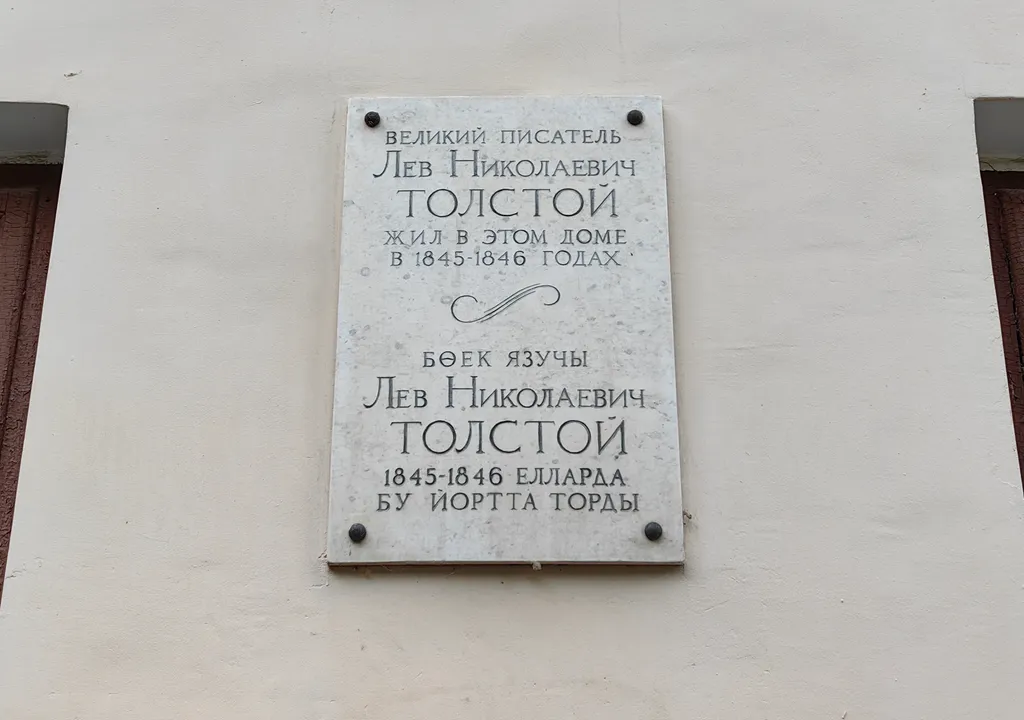 ВЕЛИКИЙ ПИСАТЕЛЬ
ЛЕВ НИКОЛАЕВИЧ
ТОЛСТОЙ
ЖИЛ В ЭТОМ ДОМЕ
В 1845-1846 ГОДАХ
БӨЕК ЯЗУЧЫ
ЛЕВ НИКОЛАЕВИЧ
ТОЛСТОЙ
1845-1846 ЕЛЛАРДА
БУ ЙОРТТА ТОРДЫ